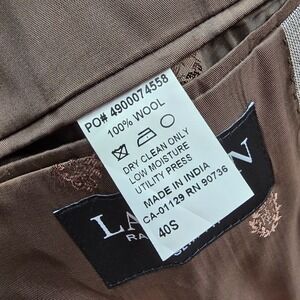 PO# 4900074558
100% WOOL
DRY CLEAN ONLY
LOW MOISTURE
UTILITY PRESS
MADE IN INDIA
CA-01129 RN 90736
40S